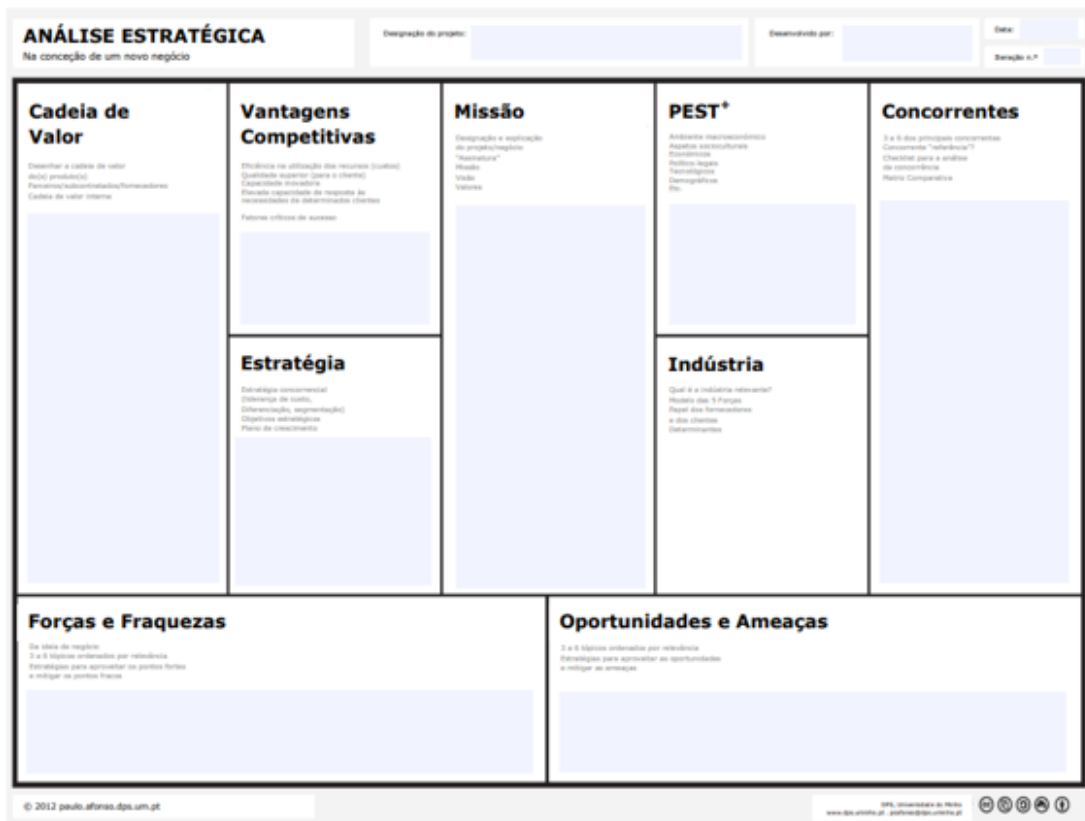 ANÁLISE ESTRATÉGICA
Na conceção de um novo negócio
Designação do projeto:
Desenvolvido por:
Data:
Iteração n.º
Cadeia de
Valor
Desenhar a cadeia de valor
do(s) produto(s)
Parceiros/subcontratados/fornecedores
Cadeia de valor interna
Vantagens
Competitivas
Eficiência na utilização dos recursos (custos)
Qualidade superior (para o cliente)
Capacidade inovadora
Elevada capacidade de resposta às
necessidades de determinados clientes
Fatores críticos de sucesso
Estratégia
Estratégia concorrencial
(liderança de custo,
Diferenciação, segmentação)
Objetivos estratégicos
Plano de crescimento
Missão
Designação e explicação
do projeto/negócio
"Assinatura"
Missão
Visão
Valores
PEST+
Ambiente macroeconómico
Aspetos socioculturais
Económicos
Político legais
Tecnológicos
Demográficos
Etc.
Indústria
Qual é a indústria relevante?
Modelo das 5 Forças
Papel dos fornecedores
e dos clientes
Determinantes
Concorrentes
3 a 6 dos principais concorrentes
Concorrente "referência"?
Checklist para a análise
da concorrência
Matriz Comparativa
Forças e Fraquezas
Da ideia de negócio
3 a 6 tópicos ordenados por relevância
Estratégias para aproveitar os pontos fortes
e mitigar os pontos fracos
Oportunidades e Ameaças
3 a 6 tópicos ordenados por relevância
Estratégias para aproveitar as oportunidades
e mitigar as ameaças
© 2012 paulo.afonso.dps.um.pt
DPS, Universidade do Minho
www.dps.uminho.pt